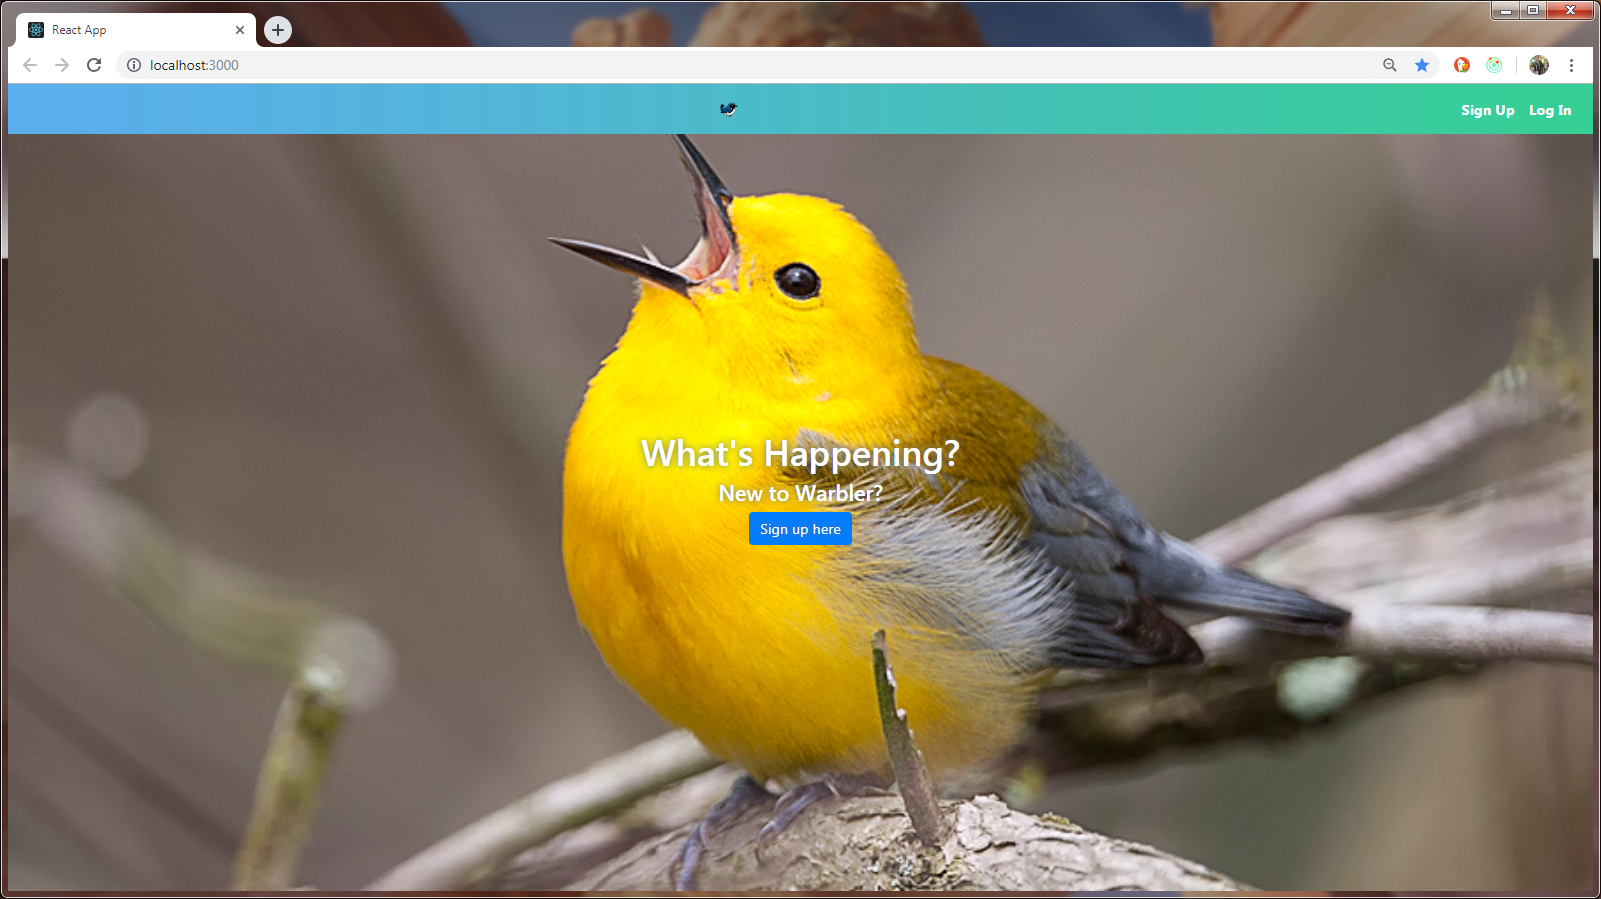 React App
localhost:3000
Sign Up Log In
What's Happening?
New to Warbler?
Sign up here